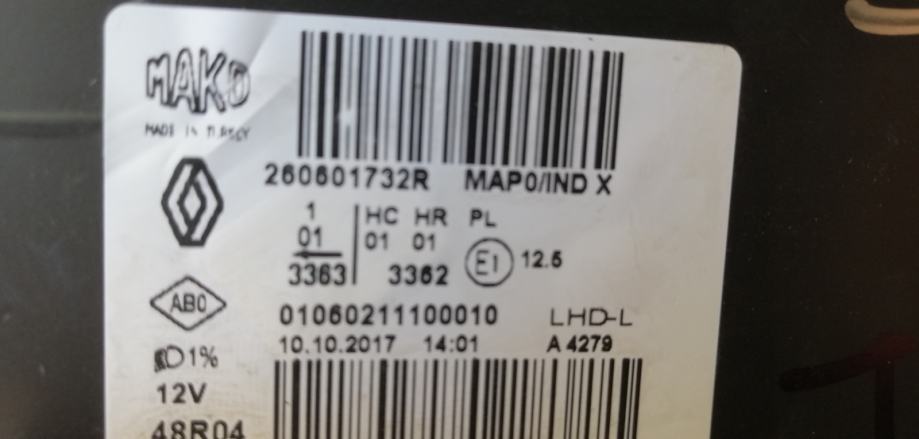 MAKO
MADE IN TURKEY
260601732R MAP0/IND X
1
01
3363
HC HR PL
01 01
3362 E1 12.5
ABO
01060211100010 LHD-L
10.10.2017 14:01 A 4279
1%
12V
48R04